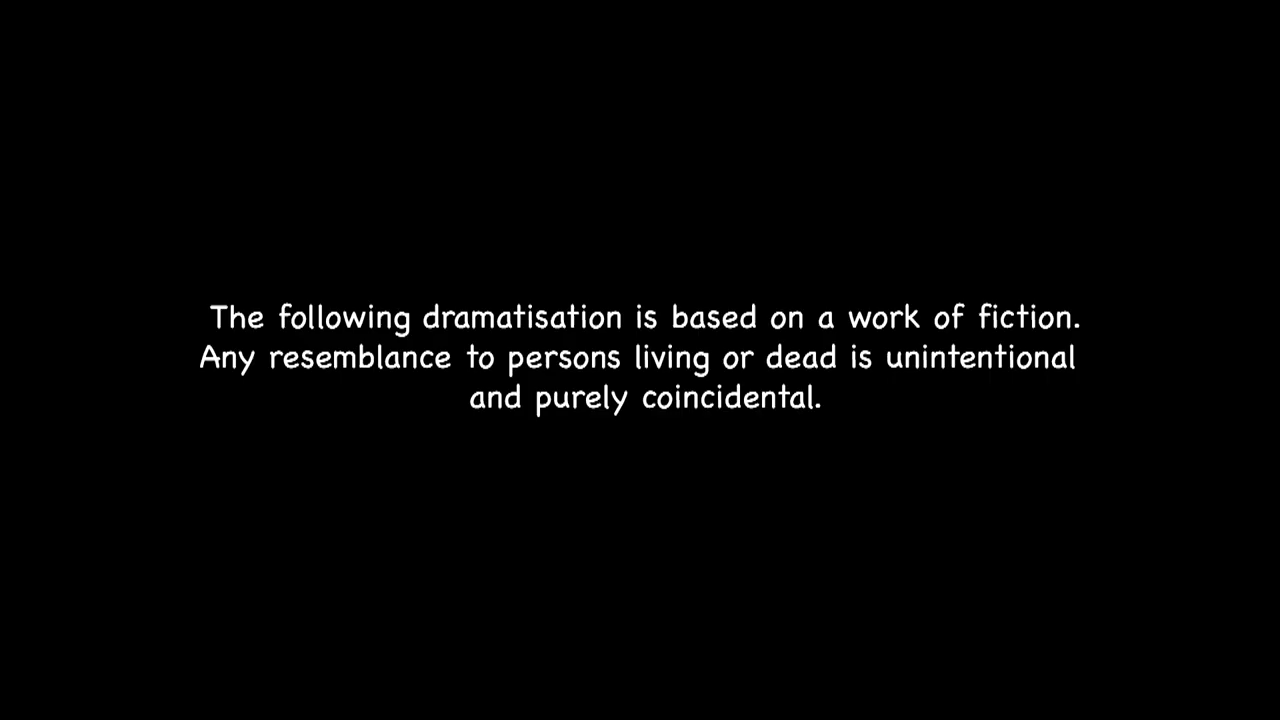 The following dramatisation is based on a work of fiction.
Any resemblance to persons living or dead is unintentional
and purely coincidental.